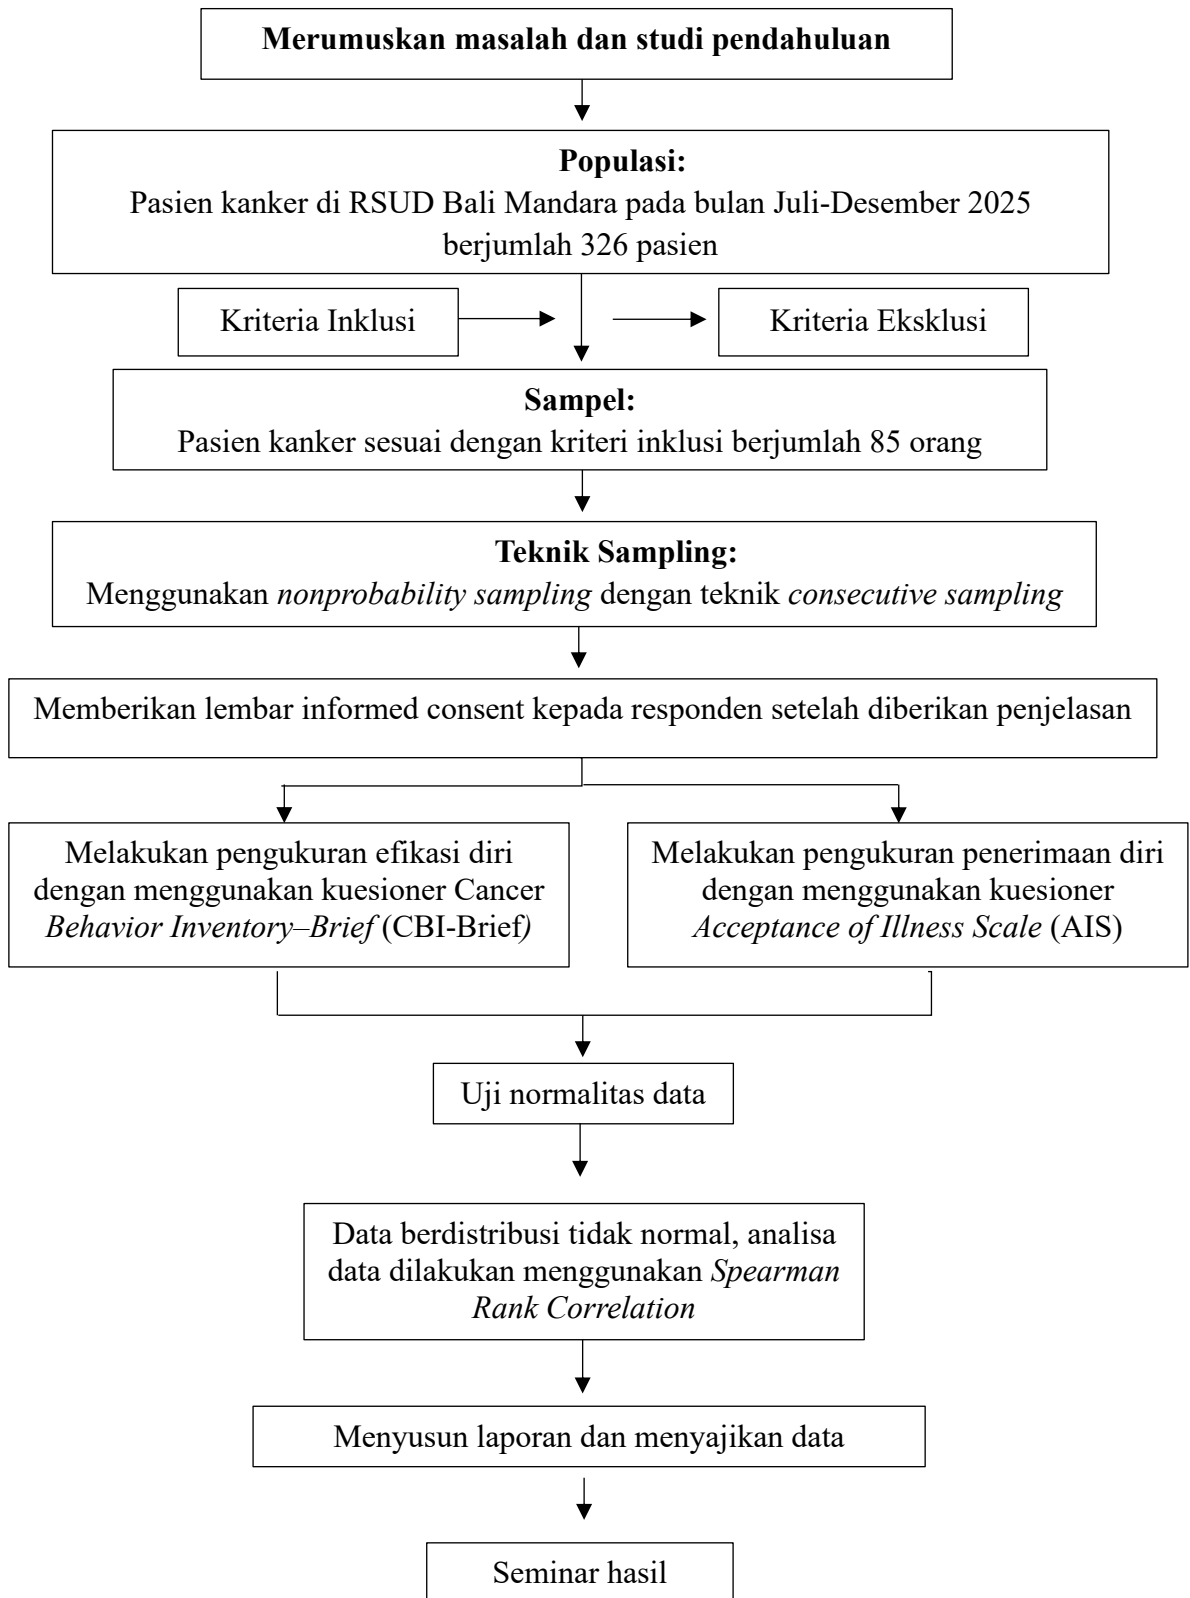 Merumuskan masalah dan studi pendahuluan
Populasi:
Pasien kanker di RSUD Bali Mandara pada bulan Juli-Desember 2025
berjumlah 326 pasien
Kriteria Inklusi
Kriteria Eksklusi
Sampel:
Pasien kanker sesuai dengan kriteri inklusi berjumlah 85 orang
Teknik Sampling:
Menggunakan nonprobability sampling dengan teknik consecutive sampling
Memberikan lembar informed consent kepada responden setelah diberikan penjelasan
Melakukan pengukuran efikasi diri
dengan menggunakan kuesioner Cancer
Behavior Inventory–Brief (CBI-Brief)
Melakukan pengukuran penerimaan diri
dengan menggunakan kuesioner
Acceptance of Illness Scale (AIS)
Uji normalitas data
Data berdistribusi tidak normal, analisa
data dilakukan menggunakan Spearman
Rank Correlation
Menyusun laporan dan menyajikan data
Seminar hasil